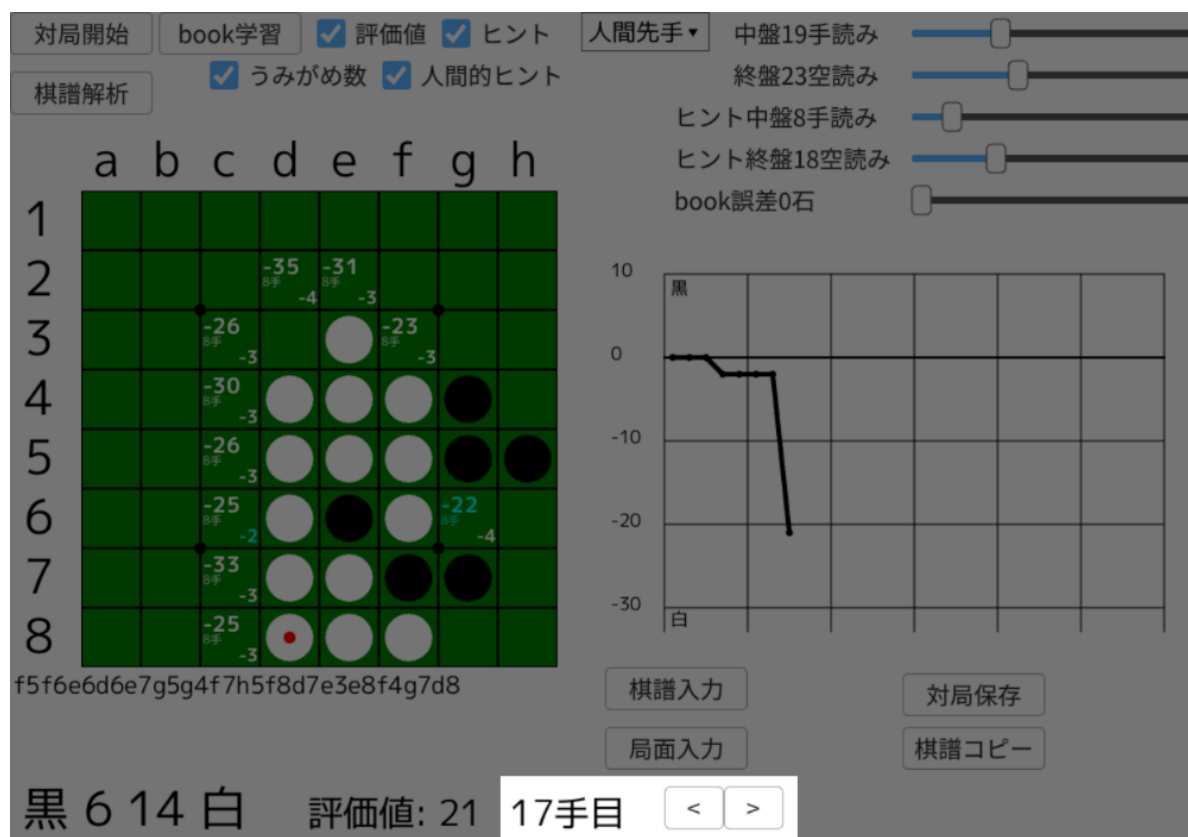 対局開始 book学習 評価値 ヒント 人間先手▾ 中盤19手読み
棋譜解析 うみがめ数 人間的ヒント 終盤23空読み
ヒント中盤8手読み
ヒント終盤18空読み
book誤差0石
a b c d e f g h
1
2 -35 8手 -4 -31 8手 -3
3 -26 8手 -3 -23 8手 -3
4 -30 8手 -3
5 -26 8手 -3
6 -25 8手 -2 -22 8手 -4
7 -33 8手 -3
8 -25 8手 -3
10
黒
0
-10
-20
-30
白
f5f6e6d6e7g5g4f7h5f8d7e3e8f4g7d8
棋譜入力 対局保存
局面入力 棋譜コピー
黒 6 14 白 評価値: 21 17手目 < >